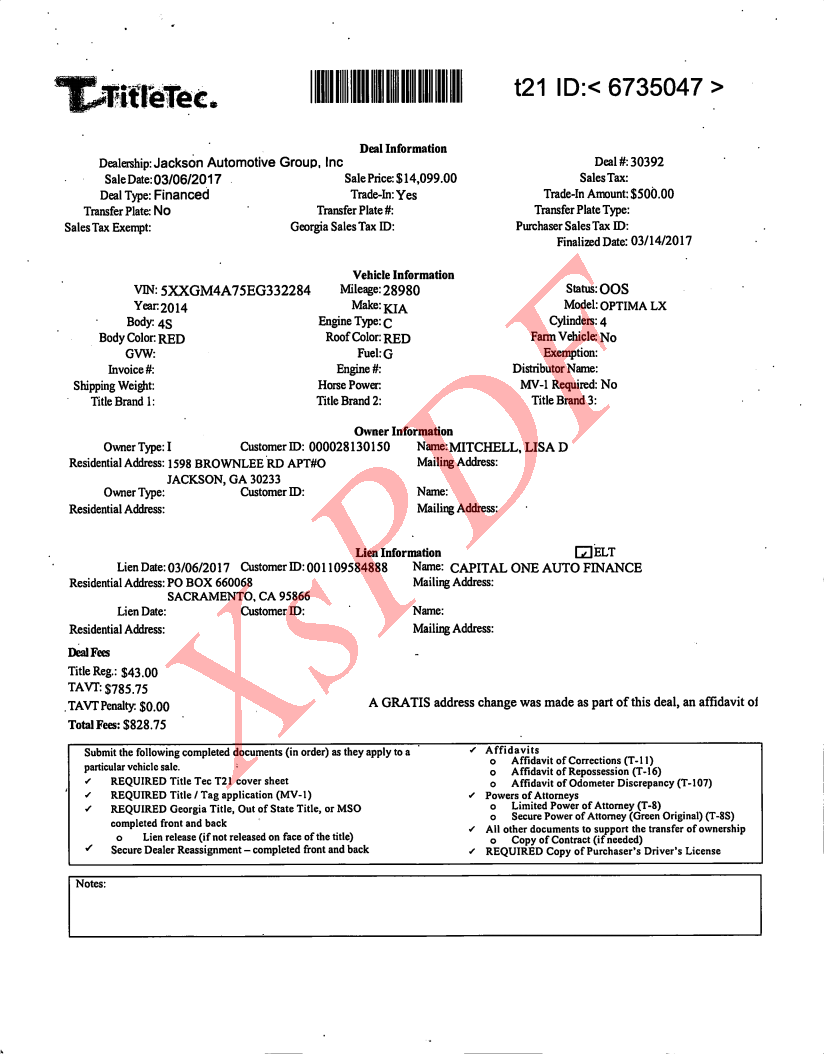 TitleTec.
t21 ID:< 6735047 >
Deal Information
Dealership: Jackson Automotive Group, Inc Deal #: 30392
Sale Date: 03/06/2017 Sale Price: $14,099.00 Sales Tax:
Deal Type: Financed Trade-In: Yes Trade-In Amount: $500.00
Transfer Plate: No Transfer Plate #: Transfer Plate Type:
Sales Tax Exempt: Georgia Sales Tax ID: Purchaser Sales Tax ID:
Finalized Date: 03/14/2017
Vehicle Information
VIN: 5XXGM4A75EG332284 Mileage: 28980 Status: OOS
Year: 2014 Make: KIA Model: OPTIMA LX
Body: 4S Engine Type: C Cylinders: 4
Body Color: RED Roof Color: RED Farm Vehicle: No
GVW: Fuel: G Exemption:
Invoice #: Engine #: Distributor Name:
Shipping Weight: Horse Power: MV-1 Required: No
Title Brand 1: Title Brand 2: Title Brand 3:
Owner Information
Owner Type: I Customer ID: 000028130150 Name: MITCHELL, LISA D
Residential Address: 1598 BROWNLEE RD APT#O Mailing Address:
JACKSON, GA 30233
Owner Type: Customer ID: Name:
Residential Address: Mailing Address:
Lien Information ELT
Lien Date: 03/06/2017 Customer ID: 001109584888 Name: CAPITAL ONE AUTO FINANCE
Residential Address: PO BOX 660068 Mailing Address:
SACRAMENTO, CA 95866
Lien Date: Customer ID: Name:
Residential Address: Mailing Address:
Deal Fees
Title Reg.: $43.00
TAVT: $785.75
TAVT Penalty: $0.00 A GRATIS address change was made as part of this deal, an affidavit of
Total Fees: $828.75
Submit the following completed documents (in order) as they apply to a
particular vehicle sale.
✓ REQUIRED Title Tec T21 cover sheet
✓ REQUIRED Title / Tag application (MV-1)
✓ REQUIRED Georgia Title, Out of State Title, or MSO
completed front and back
o Lien release (if not released on face of the title)
✓ Secure Dealer Reassignment – completed front and back
✓ Affidavits
o Affidavit of Corrections (T-11)
o Affidavit of Repossession (T-16)
o Affidavit of Odometer Discrepancy (T-107)
✓ Powers of Attorneys
o Limited Power of Attorney (T-8)
o Secure Power of Attorney (Green Original) (T-8S)
✓ All other documents to support the transfer of ownership
o Copy of Contract (if needed)
✓ REQUIRED Copy of Purchaser's Driver's License
Notes:
XsPDF